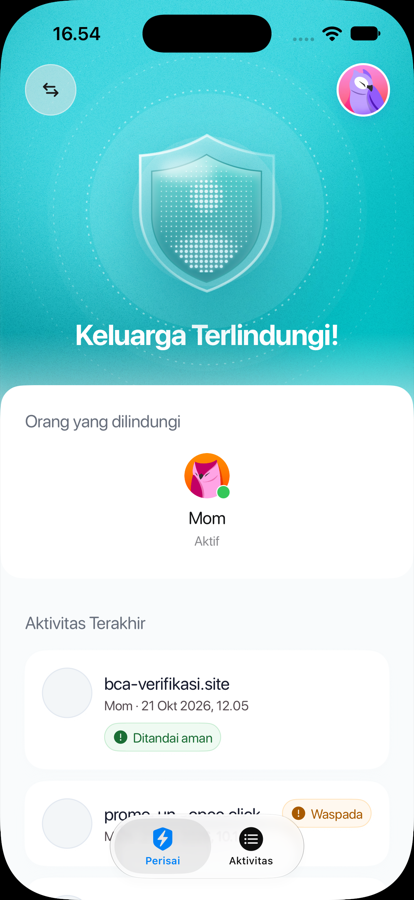 16.54
Keluarga Terlindungi!
Orang yang dilindungi
Mom
Aktif
Aktivitas Terakhir
bca-verifikasi.site
Mom · 21 Okt 2026, 12.05
Ditandai aman
Waspada
Perisai
Aktivitas